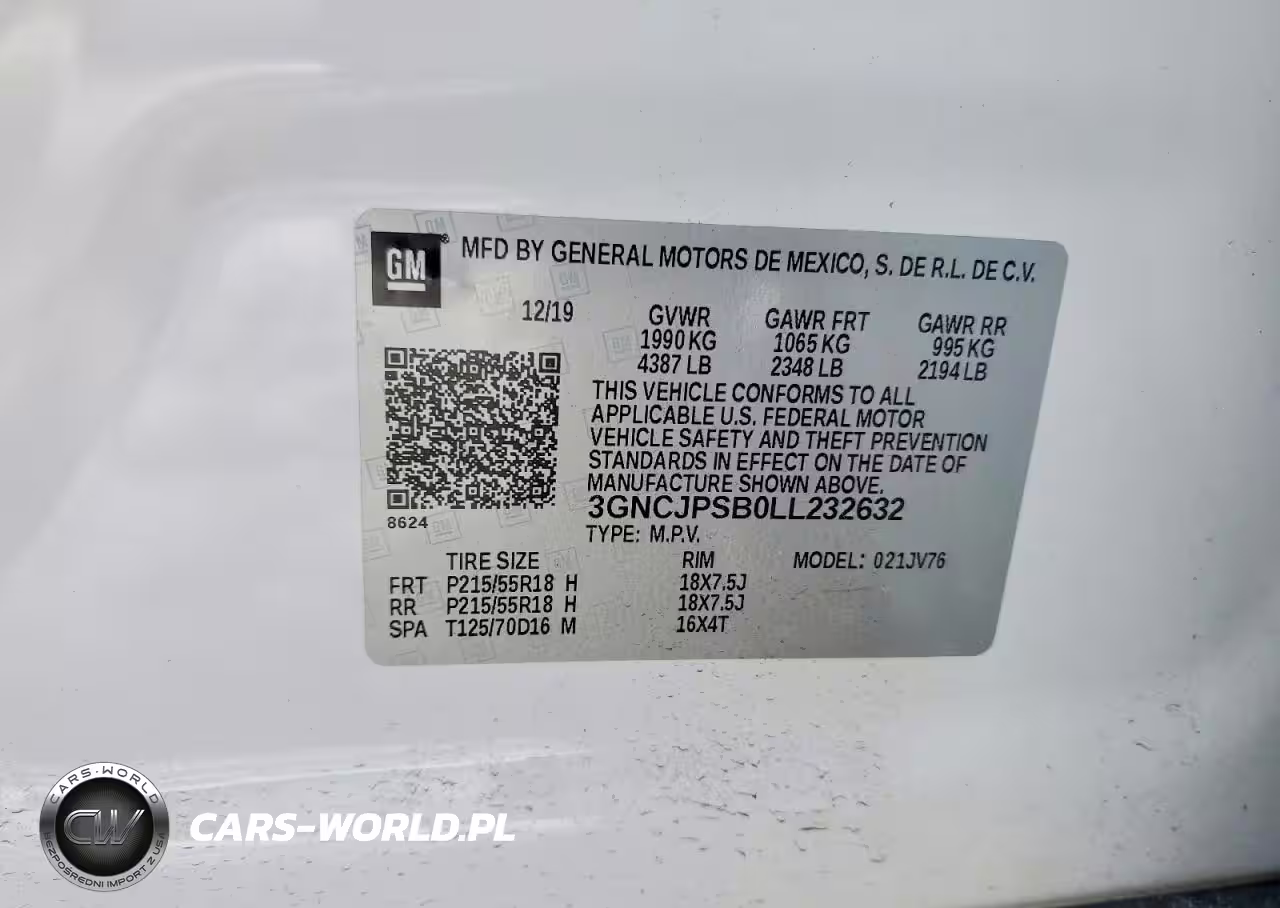 GM® MFD BY GENERAL MOTORS DE MEXICO, S. DE R.L. DE C.V.
12/19 GVWR GAWR FRT GAWR RR
1990 KG 1065 KG 995 KG
4387 LB 2348 LB 2194 LB
THIS VEHICLE CONFORMS TO ALL
APPLICABLE U.S. FEDERAL MOTOR
VEHICLE SAFETY AND THEFT PREVENTION
STANDARDS IN EFFECT ON THE DATE OF
MANUFACTURE SHOWN ABOVE.
3GNCJPSB0LL232632
8624
TYPE: M.P.V.
TIRE SIZE RIM MODEL: 021JV76
FRT P215/55R18 H 18X7.5J
RR P215/55R18 H 18X7.5J
SPA T125/70D16 M 16X4T
CARS-WORLD
CW
BEZPOŚREDNI IMPORT Z USA
CARS-WORLD.PL